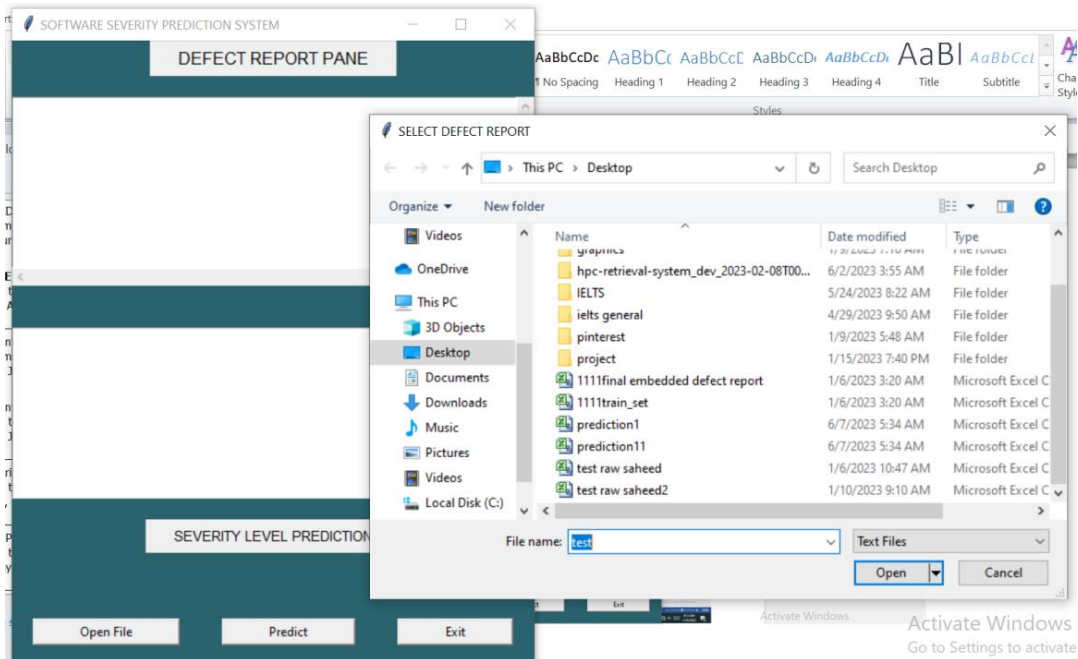 SOFTWARE SEVERITY PREDICTION SYSTEM
DEFECT REPORT PANE
AaBbCcDc AaBbCc AaBbCcC AaBbCcD AaBbCcD AaBl AaBbCcL
¶ No Spacing Heading 1 Heading 2 Heading 3 Heading 4 Title Subtitle
Styles
SELECT DEFECT REPORT
This PC > Desktop
Search Desktop
Organize New folder
Name Date modified Type
Videos
OneDrive
This PC
3D Objects
Desktop
Documents
Downloads
Music
Pictures
Videos
Local Disk (C:)
graphics 1/9/2023 7:10 AM File folder
hpc-retrieval-system_dev_2023-02-08T00... 6/2/2023 3:55 AM File folder
IELTS 5/24/2023 8:22 AM File folder
ielts general 4/29/2023 9:50 AM File folder
pinterest 1/9/2023 5:48 AM File folder
project 1/15/2023 7:40 PM File folder
1111final embedded defect report 1/6/2023 3:20 AM Microsoft Excel C
1111train_set 1/6/2023 3:20 AM Microsoft Excel C
prediction1 6/7/2023 5:34 AM Microsoft Excel C
prediction11 6/7/2023 5:34 AM Microsoft Excel C
test raw saheed 1/6/2023 10:47 AM Microsoft Excel C
test raw saheed2 1/10/2023 9:10 AM Microsoft Excel C
File name: test Text Files
Open Cancel
SEVERITY LEVEL PREDICTION
Open File Predict Exit
Exit
Activate Windows
Activate Windows
Go to Settings to activate